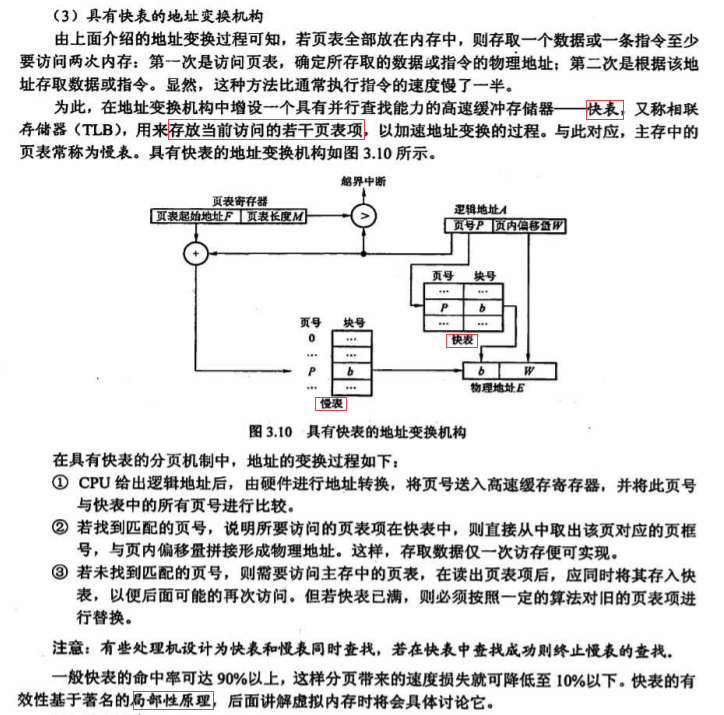 （3）具有快表的地址变换机构
由上面介绍的地址变换过程可知，若页表全部放在内存中，则存取一个数据或一条指令至少
要访问两次内存：第一次是访问页表，确定所存取的数据或指令的物理地址；第二次是根据该地
址存取数据或指令。显然，这种方法比通常执行指令的速度慢了一半。
为此，在地址变换机构中增设一个具有并行查找能力的高速缓冲存储器——快表，又称相联
存储器（TLB），用来存放当前访问的若干页表项，以加速地址变换的过程。与此对应，主存中的
页表常称为慢表。具有快表的地址变换机构如图 3.10 所示。
越界中断
页表寄存器
页表起始地址F 页表长度M
>
逻辑地址A
页号P 页内偏移量W
+
页号 块号
… …
P b
… …
快表
页号 块号
0 …
… …
P b
… …
慢表
b W
物理地址E
图 3.10 具有快表的地址变换机构
在具有快表的分页机制中，地址的变换过程如下：
① CPU 给出逻辑地址后，由硬件进行地址转换，将页号送入高速缓存寄存器，并将此页号
与快表中的所有页号进行比较。
② 若找到匹配的页号，说明所要访问的页表项在快表中，则直接从中取出该页对应的页框
号，与页内偏移量拼接形成物理地址。这样，存取数据仅一次访存便可实现。
③ 若未找到匹配的页号，则需要访问主存中的页表，在读出页表项后，应同时将其存入快
表，以便后面可能的再次访问。但若快表已满，则必须按照一定的算法对旧的页表项进
行替换。
注意：有些处理机设计为快表和慢表同时查找，若在快表中查找成功则终止慢表的查找。
一般快表的命中率可达 90%以上，这样分页带来的速度损失就可降低至 10%以下。快表的有
效性基于著名的局部性原理，后面讲解虚拟内存时将会具体讨论它。